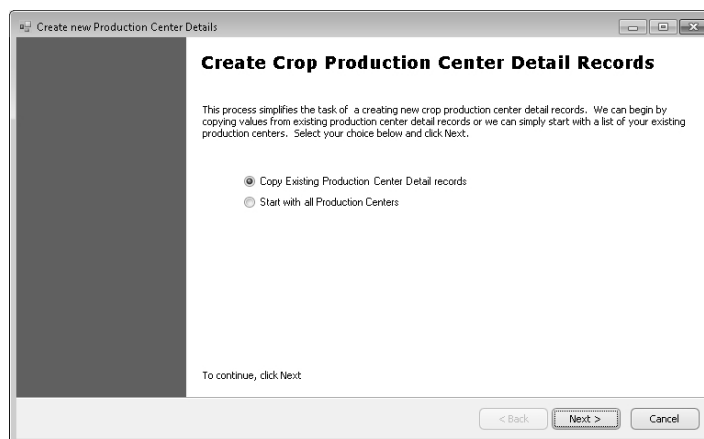 Create new Production Center Details
Create Crop Production Center Detail Records
This process simplifies the task of a creating new crop production center detail records. We can begin by
copying values from existing production center detail records or we can simply start with a list of your existing
production centers. Select your choice below and click Next.
Copy Existing Production Center Detail records
Start with all Production Centers
To continue, click Next
< Back
Next >
Cancel